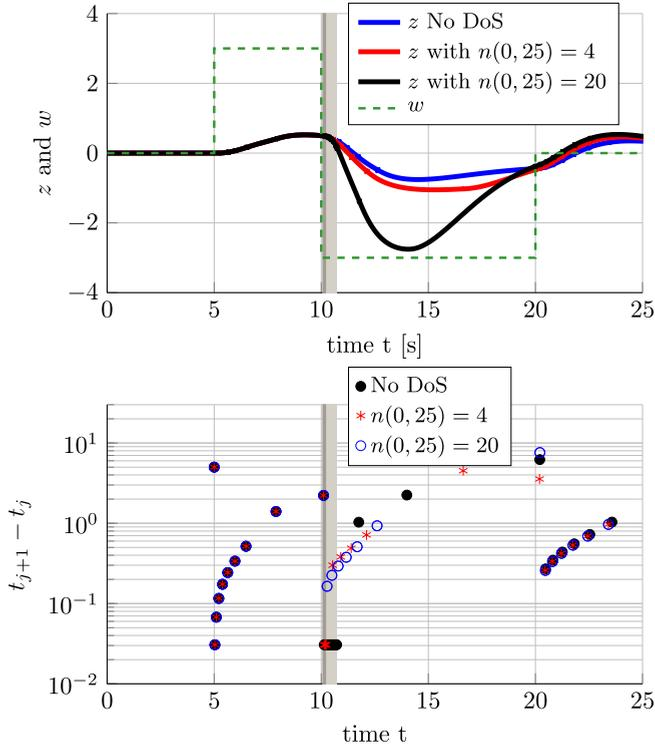 4
z No DoS
z with n(0, 25) = 4
z with n(0, 25) = 20
w
2
0
−2
−4
z and w
0 5 10 15 20 25
time t [s]
No DoS
n(0, 25) = 4
n(0, 25) = 20
10^1
10^0
10^−1
10^−2
t_{j+1} − t_j
0 5 10 15 20 25
time t